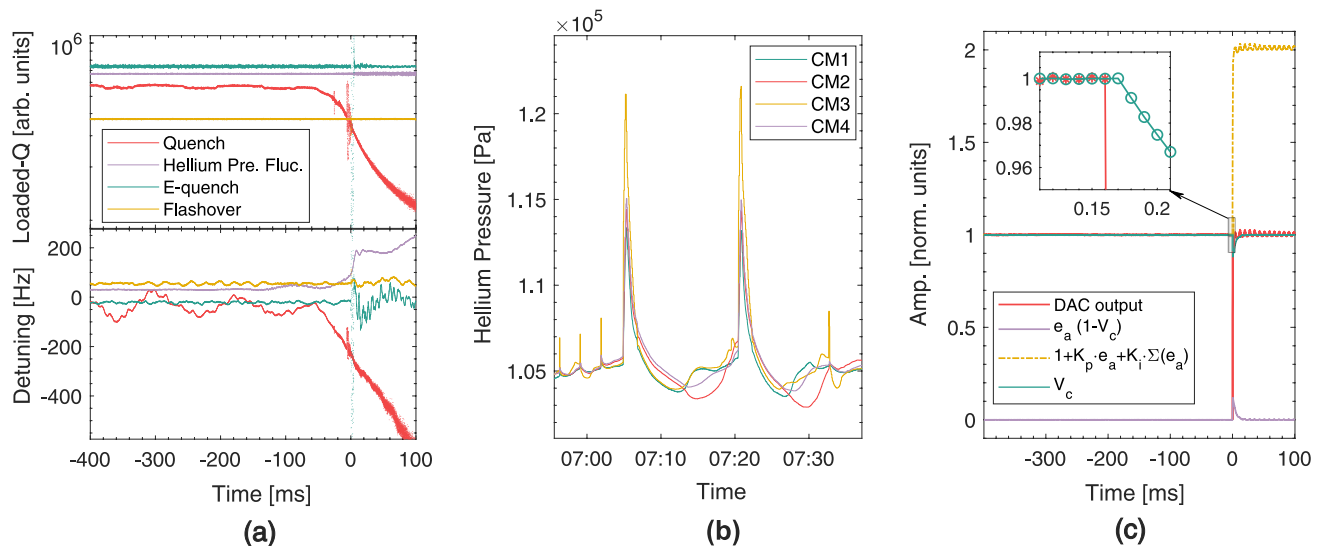 10^6
Loaded-Q [arb. units]
Quench
Hellium Pre. Fluc.
E-quench
Flashover
Detuning [Hz]
200
0
-200
-400
-400 -300 -200 -100 0 100
Time [ms]
(a)
×10^5
Hellium Pressure [Pa]
1.2
1.15
1.1
1.05
CM1
CM2
CM3
CM4
07:00 07:10 07:20 07:30
Time
(b)
Amp. [norm. units]
2
1.5
1
0.5
0
1
0.98
0.96
0.15 0.2
DAC output
e_a (1-V_c)
1+K_p·e_a+K_i·Σ(e_a)
V_c
-300 -200 -100 0 100
Time [ms]
(c)